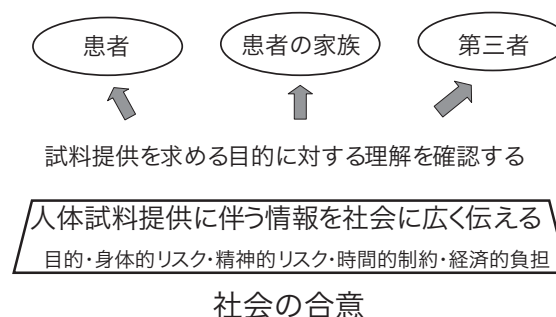 患者 患者の家族 第三者
試料提供を求める目的に対する理解を確認する
人体試料提供に伴う情報を社会に広く伝える
目的・身体的リスク・精神的リスク・時間的制約・経済的負担
社会の合意